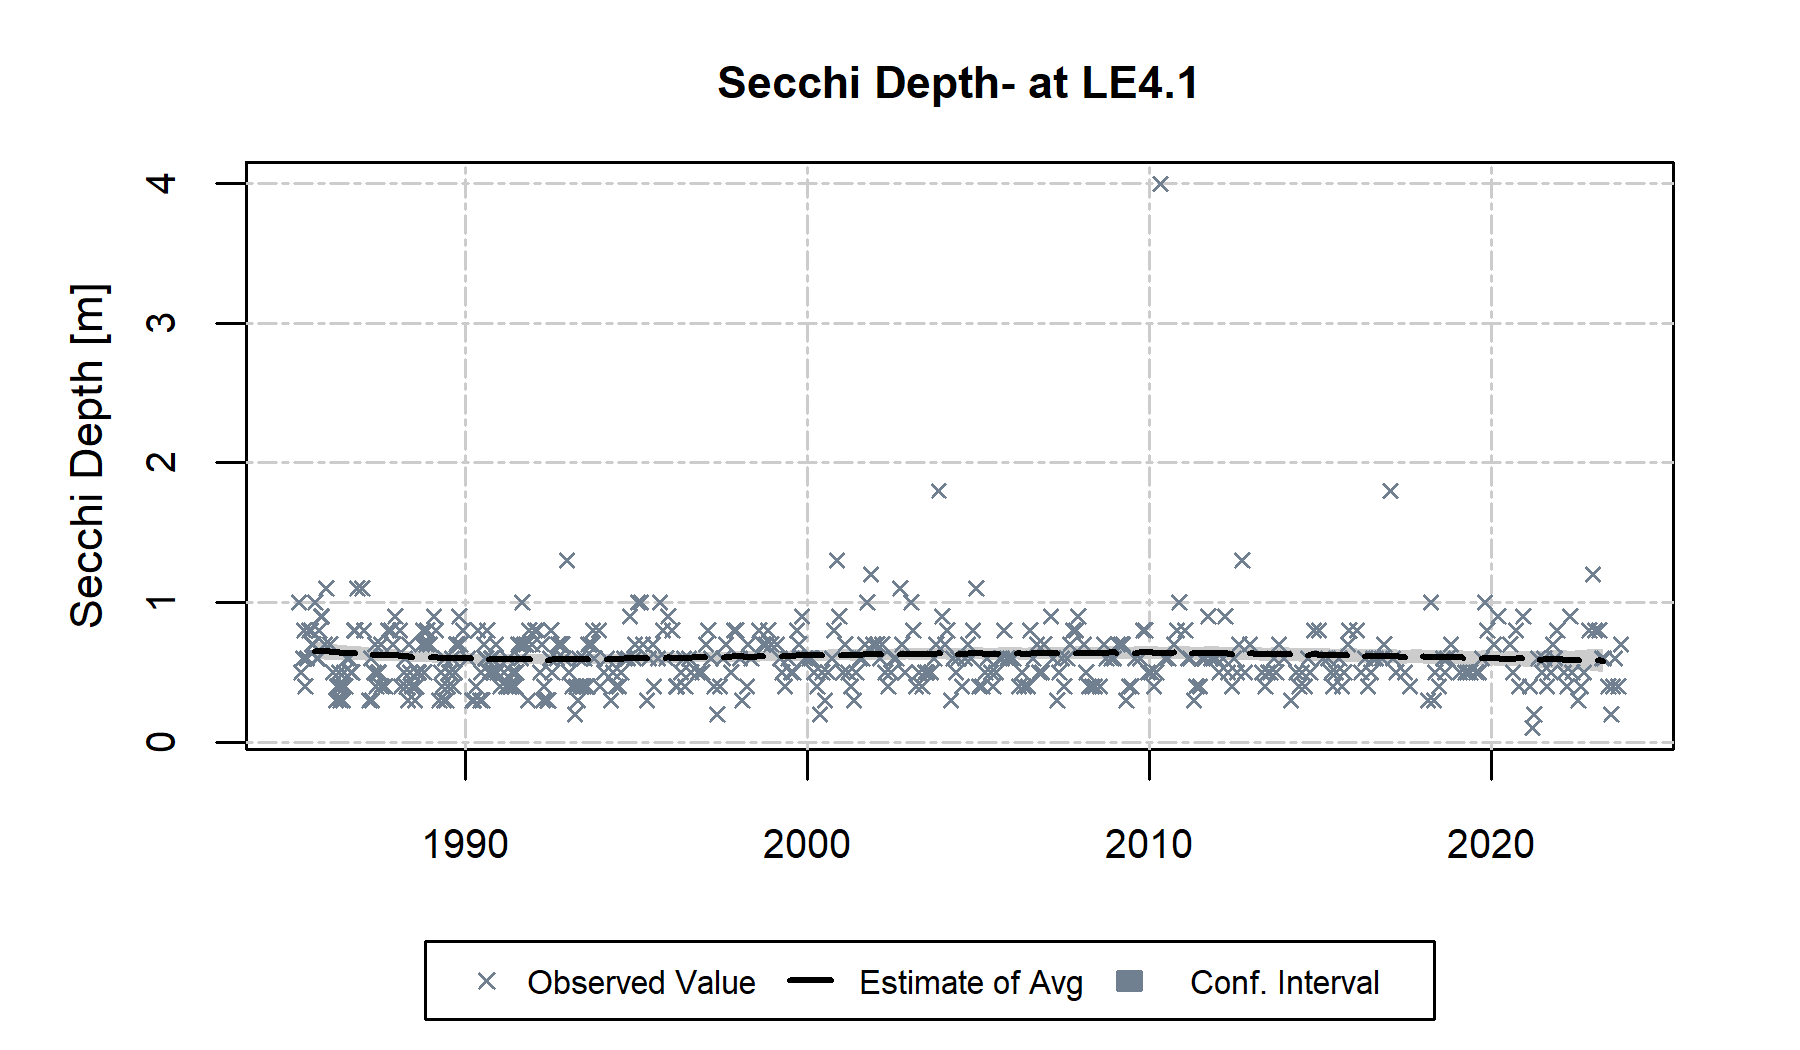 Secchi Depth- at LE4.1
Secchi Depth [m]
4
3
2
1
0
1990 2000 2010 2020
Observed Value Estimate of Avg Conf. Interval